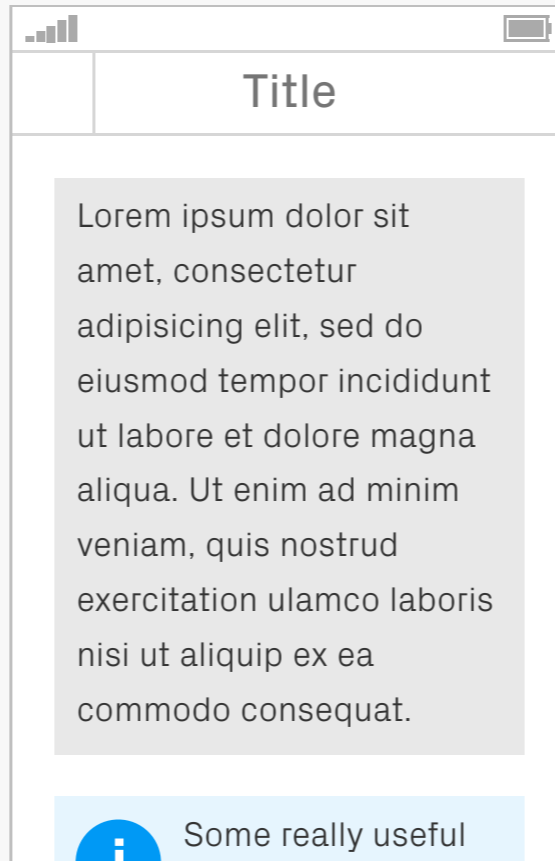 Title
Lorem ipsum dolor sit
amet, consectetur
adipisicing elit, sed do
eiusmod tempor incididunt
ut labore et dolore magna
aliqua. Ut enim ad minim
veniam, quis nostrud
exercitation ulamco laboris
nisi ut aliquip ex ea
commodo consequat.
i Some really useful